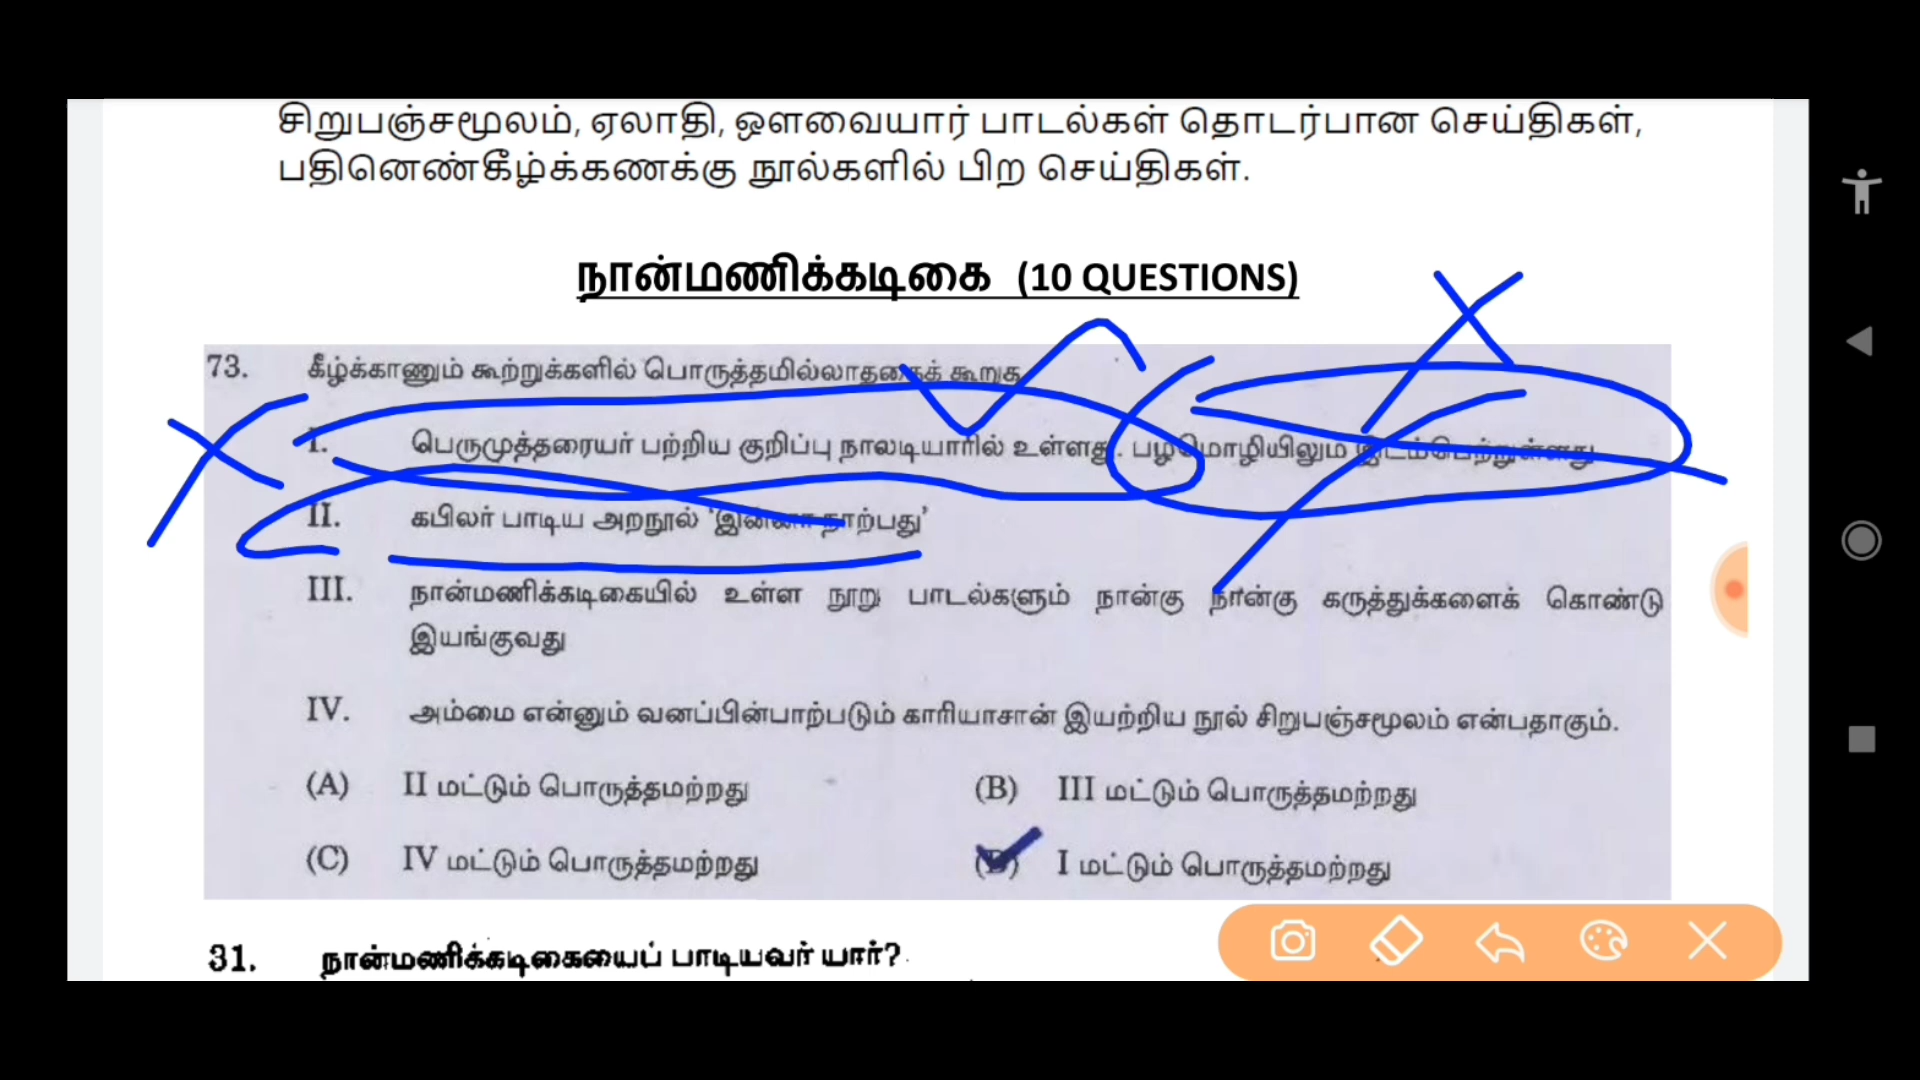 சிறுபஞ்சமூலம், ஏலாதி, ஔவையார் பாடல்கள் தொடர்பான செய்திகள்,
பதினெண்கீழ்க்கணக்கு நூல்களில் பிற செய்திகள்.
நான்மணிக்கடிகை (10 QUESTIONS)
73. கீழ்க்காணும் கூற்றுக்களில் பொருத்தமில்லாததைத் கூறுக
I. பெருமுத்தரையர் பற்றிய குறிப்பு நாலடியாரில் உள்ளது. பழமொழியிலும் இடம்பெற்றுள்ளது
II. கபிலர் பாடிய அறநூல் 'இன்னா நாற்பது'
III. நான்மணிக்கடிகையில் உள்ள நூறு பாடல்களும் நான்கு நான்கு கருத்துக்களைக் கொண்டு
இயங்குவது
IV. அம்மை என்னும் வனப்பின்பாற்படும் காரியாசான் இயற்றிய நூல் சிறுபஞ்சமூலம் என்பதாகும்.
(A) II மட்டும் பொருத்தமற்றது (B) III மட்டும் பொருத்தமற்றது
(C) IV மட்டும் பொருத்தமற்றது (D) I மட்டும் பொருத்தமற்றது
31. நான்மணிக்கடிகையைப் பாடியவர் யார்?